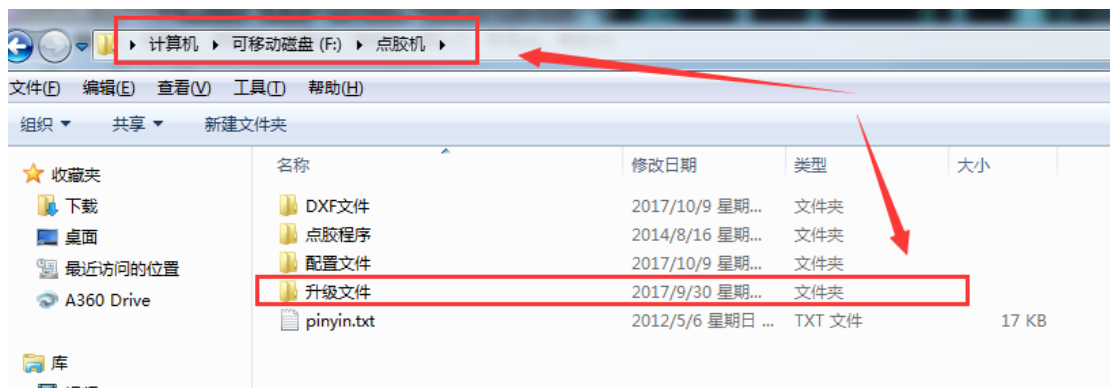 计算机 ▸ 可移动磁盘 (F:) ▸ 点胶机 ▸
文件(F) 编辑(E) 查看(V) 工具(T) 帮助(H)
组织 共享 新建文件夹
名称 修改日期 类型 大小
收藏夹
下载
桌面
最近访问的位置
A360 Drive
库
DXF文件 2017/10/9 星期... 文件夹
点胶程序 2014/8/16 星期... 文件夹
配置文件 2017/10/9 星期... 文件夹
升级文件 2017/9/30 星期... 文件夹
pinyin.txt 2012/5/6 星期日 ... TXT 文件 17 KB